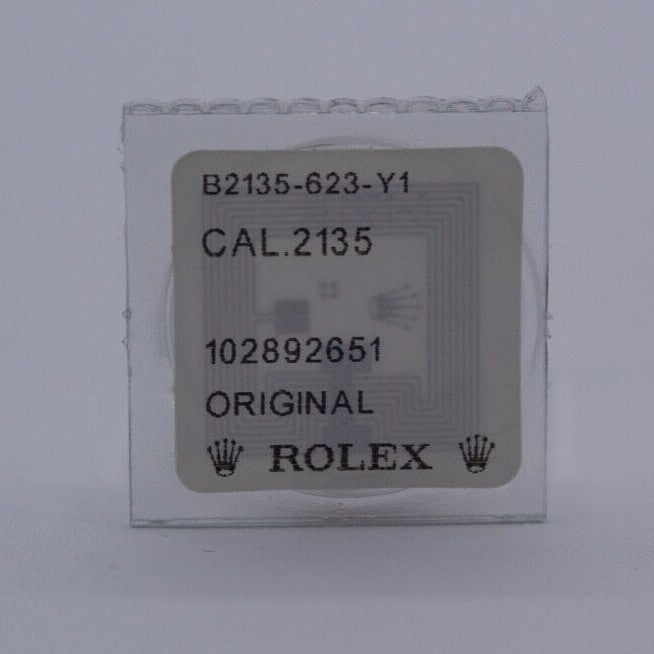 B2135-623-Y1
CAL.2135
102892651
ORIGINAL
ROLEX